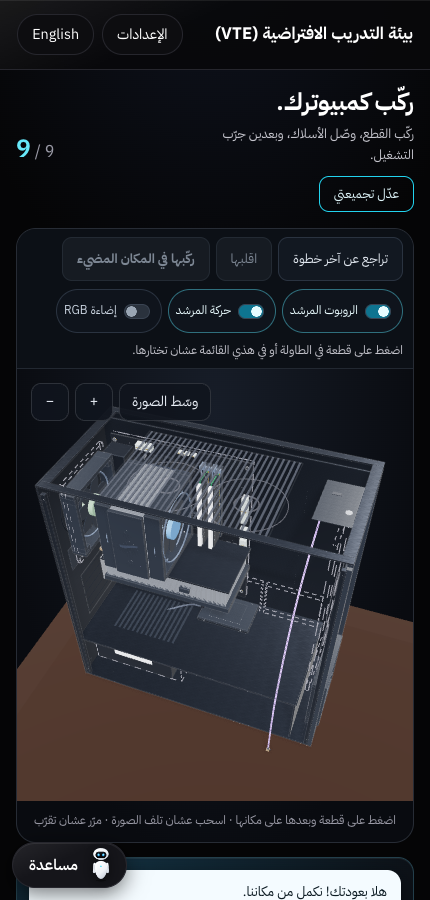 بيئة التدريب الافتراضية (VTE)
الإعدادات
English
ركّب كمبيوترك.
ركّب القطع، وصّل الأسلاك، وبعدين جرّب
التشغيل.
9 / 9
عدّل تجميعتي
تراجع عن آخر خطوة
اقلبها
ركّبها في المكان المضيء
الروبوت المرشد
حركة المرشد
إضاءة RGB
اضغط على قطعة في الطاولة أو في هذي القائمة عشان تختارها.
وسّط الصورة
+
−
اضغط على قطعة وبعدها على مكانها · اسحب عشان تلف الصورة · مرّر عشان تقرّب
مساعدة
هلا بعودتك! نكمل من مكاننا.